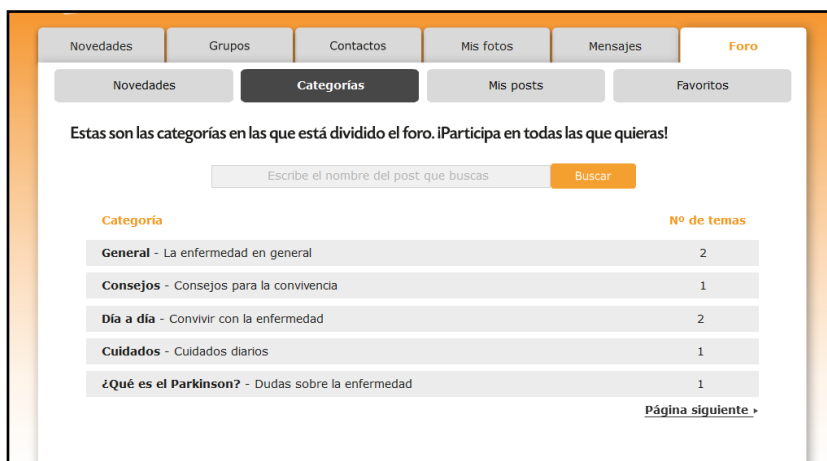 Novedades Grupos Contactos Mis fotos Mensajes Foro
Novedades Categorías Mis posts Favoritos
Estas son las categorías en las que está dividido el foro. ¡Participa en todas las que quieras!
Escribe el nombre del post que buscas Buscar
Categoría Nº de temas
General - La enfermedad en general 2
Consejos - Consejos para la convivencia 1
Día a día - Convivir con la enfermedad 2
Cuidados - Cuidados diarios 1
¿Qué es el Parkinson? - Dudas sobre la enfermedad 1
Página siguiente ▸